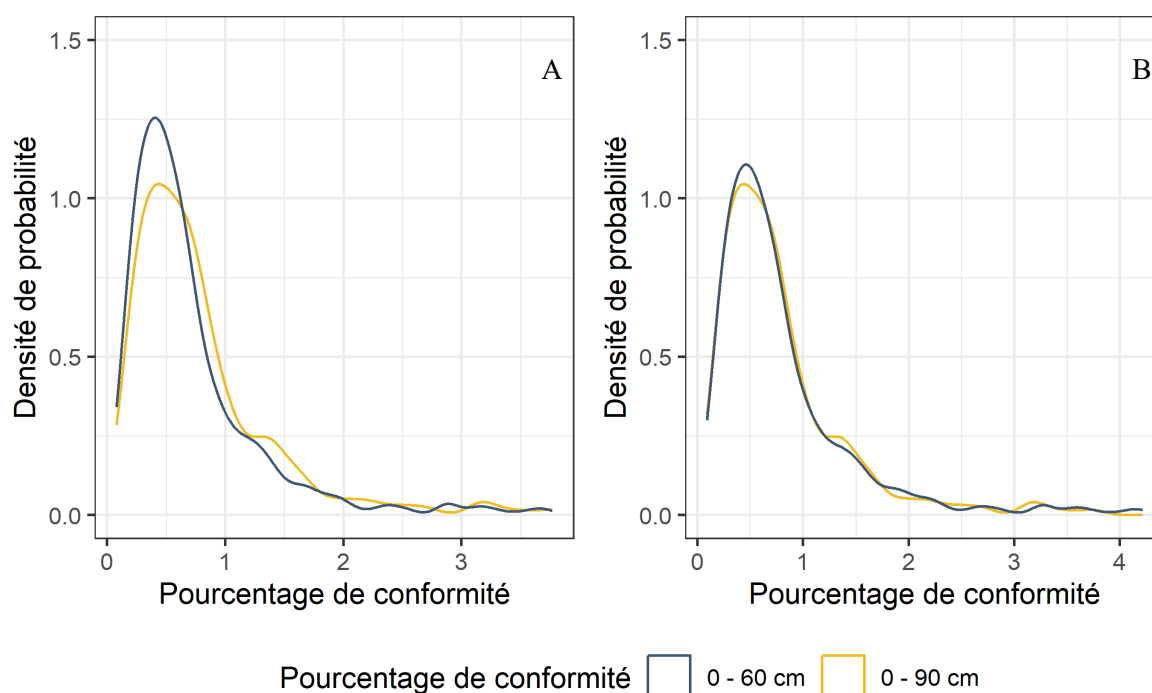 A
1.5
1.0
0.5
0.0
Densité de probabilité
0 1 2 3
Pourcentage de conformité
B
1.5
1.0
0.5
0.0
Densité de probabilité
0 1 2 3 4
Pourcentage de conformité
Pourcentage de conformité 0 - 60 cm 0 - 90 cm